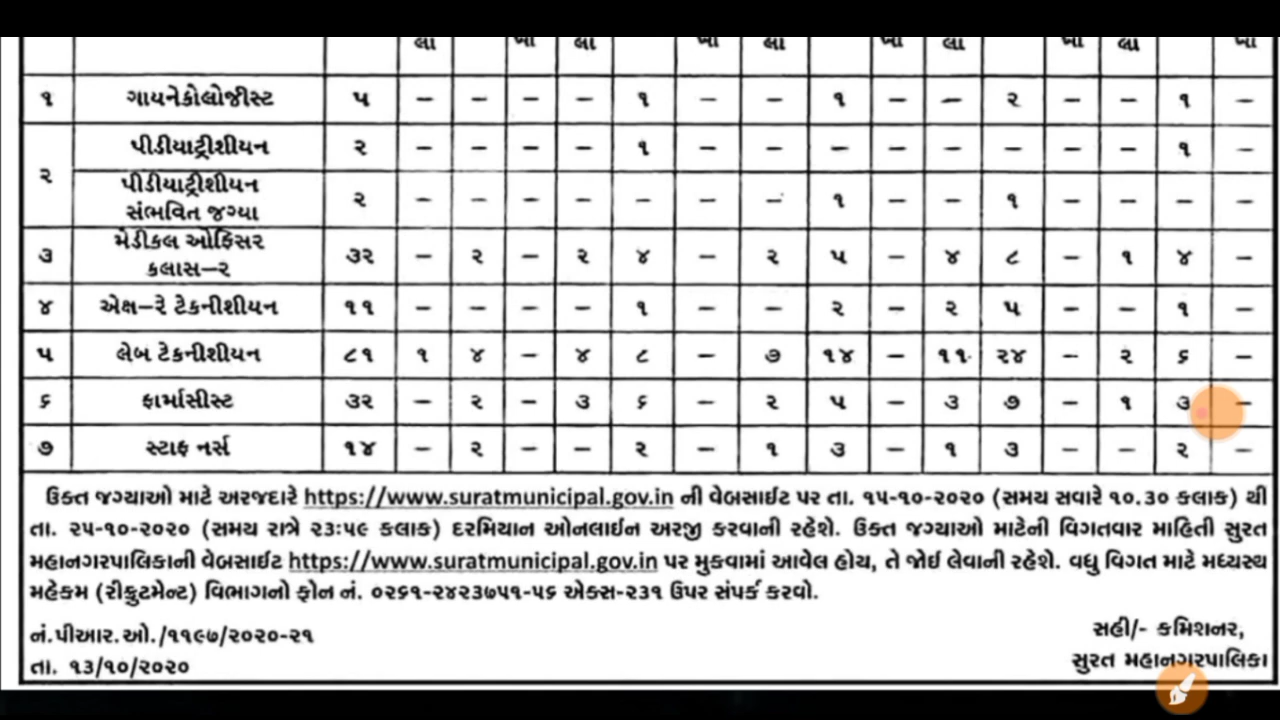 લા ખા લા ખા લા ખા લા ખા લા ખા
૧ ગાયનેકોલોજીસ્ટ ૫ – – – – ૧ – – ૧ – – ૨ – – ૧ –
૨
પીડીયાટ્રીશીયન ૨ – – – – ૧ – – – – – – – – ૧ –
પીડીયાટ્રીશીયન
સંભવિત જગ્યા ૨ – – – – – – – ૧ – – ૧ – – – –
૩ મેડીકલ ઓફિસર
કલાસ–૨ ૩૨ – ૨ – ૨ ૪ – ૨ ૫ – ૪ ૮ – ૧ ૪ –
૪ એક્ષ–રે ટેકનીશીયન ૧૧ – – – – ૧ – – ૨ – ૨ ૫ – – ૧ –
૫ લેબ ટેકનીશીયન ૮૧ ૧ ૪ – ૪ ૮ – ૭ ૧૪ – ૧૧ ૨૪ – ૨ ૬ –
૬ ફાર્માસીસ્ટ ૩૨ – ૨ – ૩ ૬ – ૨ ૫ – ૩ ૭ – ૧ ૩ –
૭ સ્ટાફ નર્સ ૧૪ – ૨ – – ૨ – ૧ ૩ – ૧ ૩ – – ૨ –
ઉક્ત જગ્યાઓ માટે અરજદારે https://www.suratmunicipal.gov.in ની વેબસાઈટ પર તા. ૧૫-૧૦-૨૦૨૦ (સમય સવારે ૧૦.૩૦ કલાક) થી
તા. ૨૫-૧૦-૨૦૨૦ (સમય રાત્રે ૨૩:૫૯ કલાક) દરમિયાન ઓનલાઈન અરજી કરવાની રહેશે. ઉક્ત જગ્યાઓ માટેની વિગતવાર માહિતી સુરત
મહાનગરપાલિકાની વેબસાઈટ https://www.suratmunicipal.gov.in પર મુકવામાં આવેલ હોય, તે જોઈ લેવાની રહેશે. વધુ વિગત માટે મધ્યસ્થ
મહેકમ (રીક્રુટમેન્ટ) વિભાગનો ફોન નં. ૦૨૬૧-૨૪૨૩૭૫૧-૫૬ એક્સ-૨૩૧ ઉપર સંપર્ક કરવો.
નં.પીઆર.ઓ./૧૧૯૭/૨૦૨૦-૨૧
તા. ૧૩/૧૦/૨૦૨૦
સહી/- કમિશનર,
સુરત મહાનગરપાલિકા